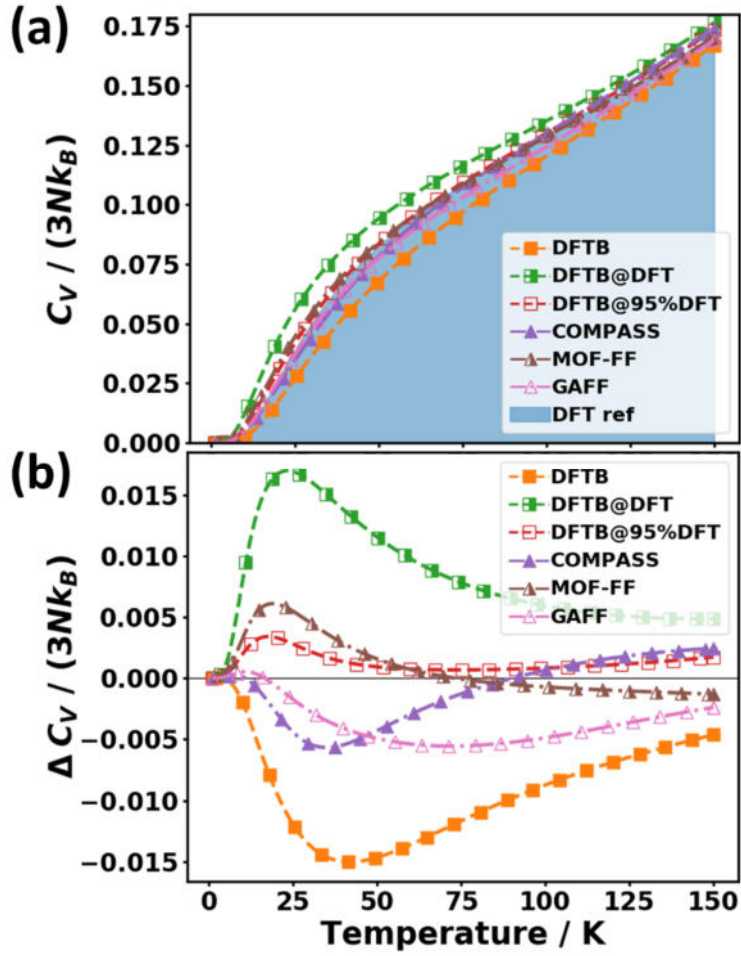 (a)
C_V / (3Nk_B)
0.175
0.150
0.125
0.100
0.075
0.050
0.025
0.000
DFTB
DFTB@DFT
DFTB@95%DFT
COMPASS
MOF-FF
GAFF
DFT ref
(b)
Δ C_V / (3Nk_B)
0.015
0.010
0.005
0.000
−0.005
−0.010
−0.015
DFTB
DFTB@DFT
DFTB@95%DFT
COMPASS
MOF-FF
GAFF
0 25 50 75 100 125 150
Temperature / K